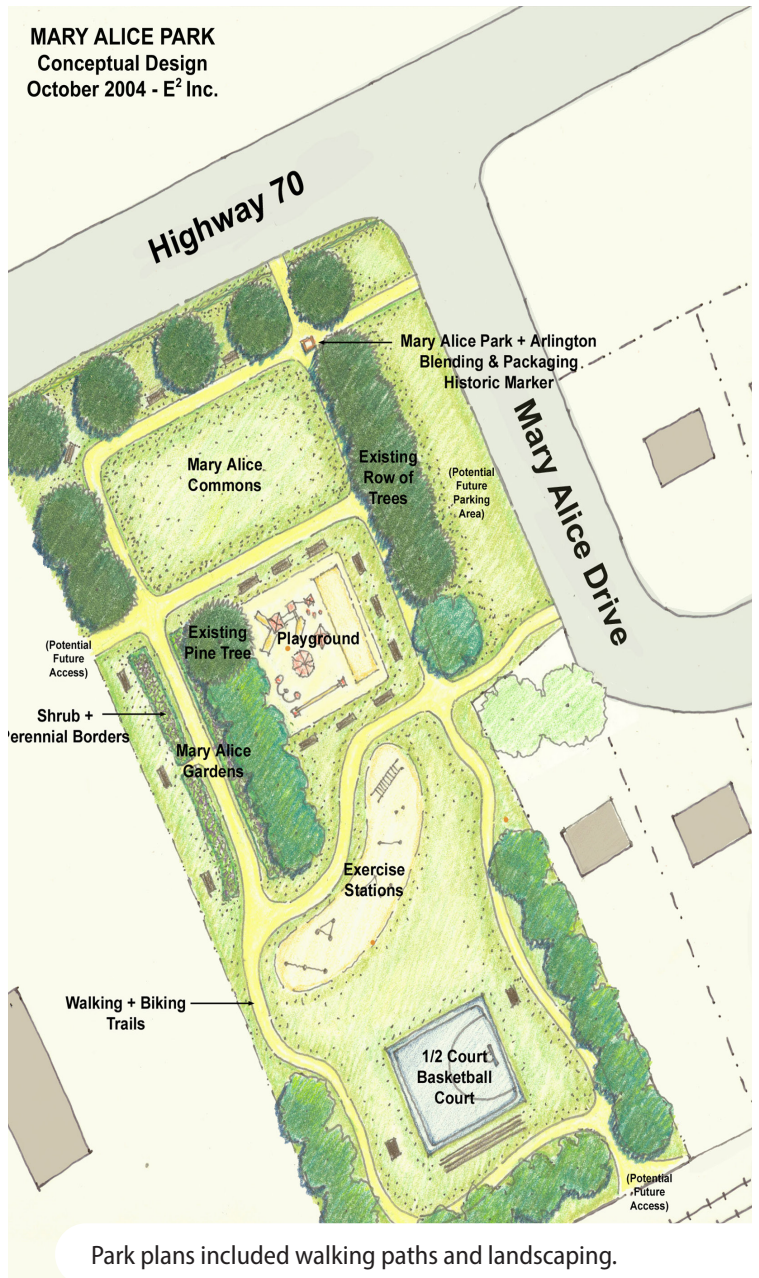 MARY ALICE PARK
Conceptual Design
October 2004 - E² Inc.
Highway 70
Mary Alice Park + Arlington
Blending & Packaging
Historic Marker
Mary Alice
Commons
Existing
Row of
Trees
(Potential
Future
Parking
Area)
Mary Alice Drive
Existing
Pine Tree
Playground
(Potential
Future
Access)
Shrub +
Perennial Borders
Mary Alice
Gardens
Exercise
Stations
Walking + Biking
Trails
1/2 Court
Basketball
Court
(Potential
Future
Access)
Park plans included walking paths and landscaping.